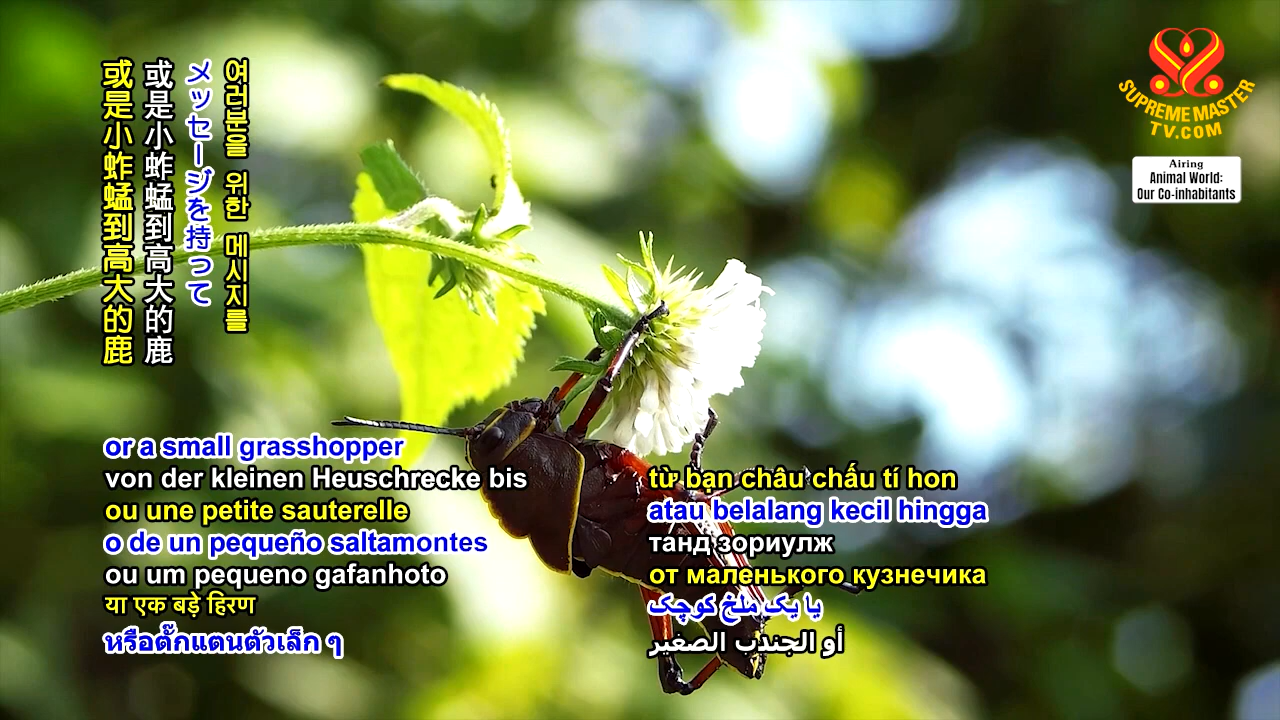 或是小蚱蜢到高大的鹿
或是小蚱蜢到高大的鹿
メッセージを持って
여러분을 위한 메시지를
SUPREME MASTER
TV.COM
Airing
Animal World:
Our Co-inhabitants
or a small grasshopper
von der kleinen Heuschrecke bis
ou une petite sauterelle
o de un pequeño saltamontes
ou um pequeno gafanhoto
या एक बड़े हिरण
หรือตั๊กแตนตัวเล็ก ๆ
từ bạn châu chấu tí hon
atau belalang kecil hingga
танд зориулж
от маленького кузнечика
یا یک ملخ کوچک
أو الجندب الصغير